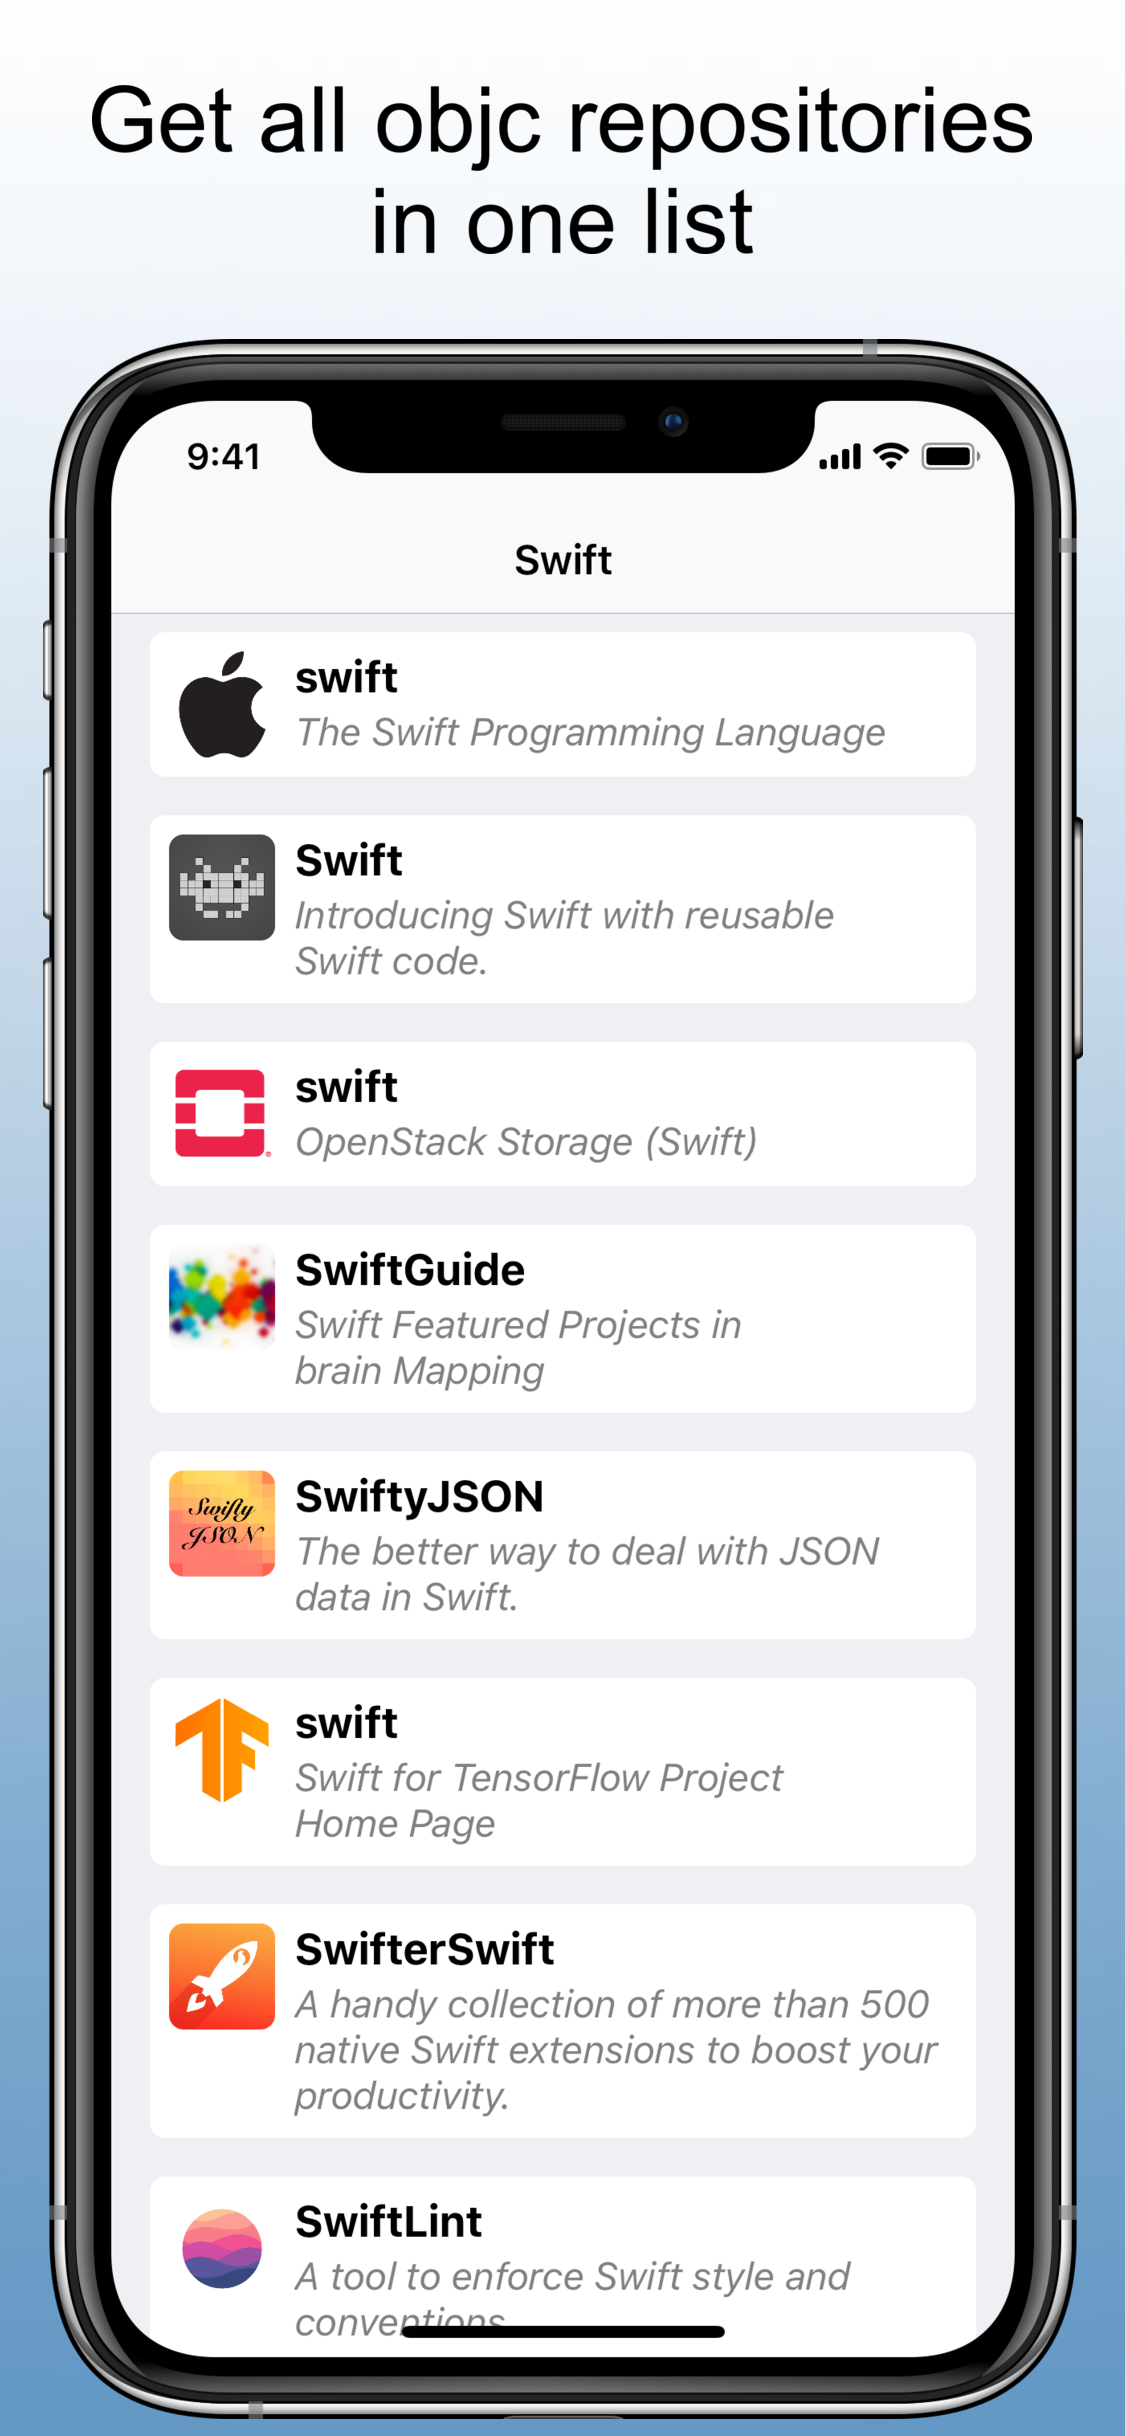 Get all objc repositories
in one list
9:41
Swift
swift
The Swift Programming Language
Swift
Introducing Swift with reusable
Swift code.
swift
OpenStack Storage (Swift)
SwiftGuide
Swift Featured Projects in
brain Mapping
Swifty
JSON
SwiftyJSON
The better way to deal with JSON
data in Swift.
swift
Swift for TensorFlow Project
Home Page
SwifterSwift
A handy collection of more than 500
native Swift extensions to boost your
productivity.
SwiftLint
A tool to enforce Swift style and
conventions